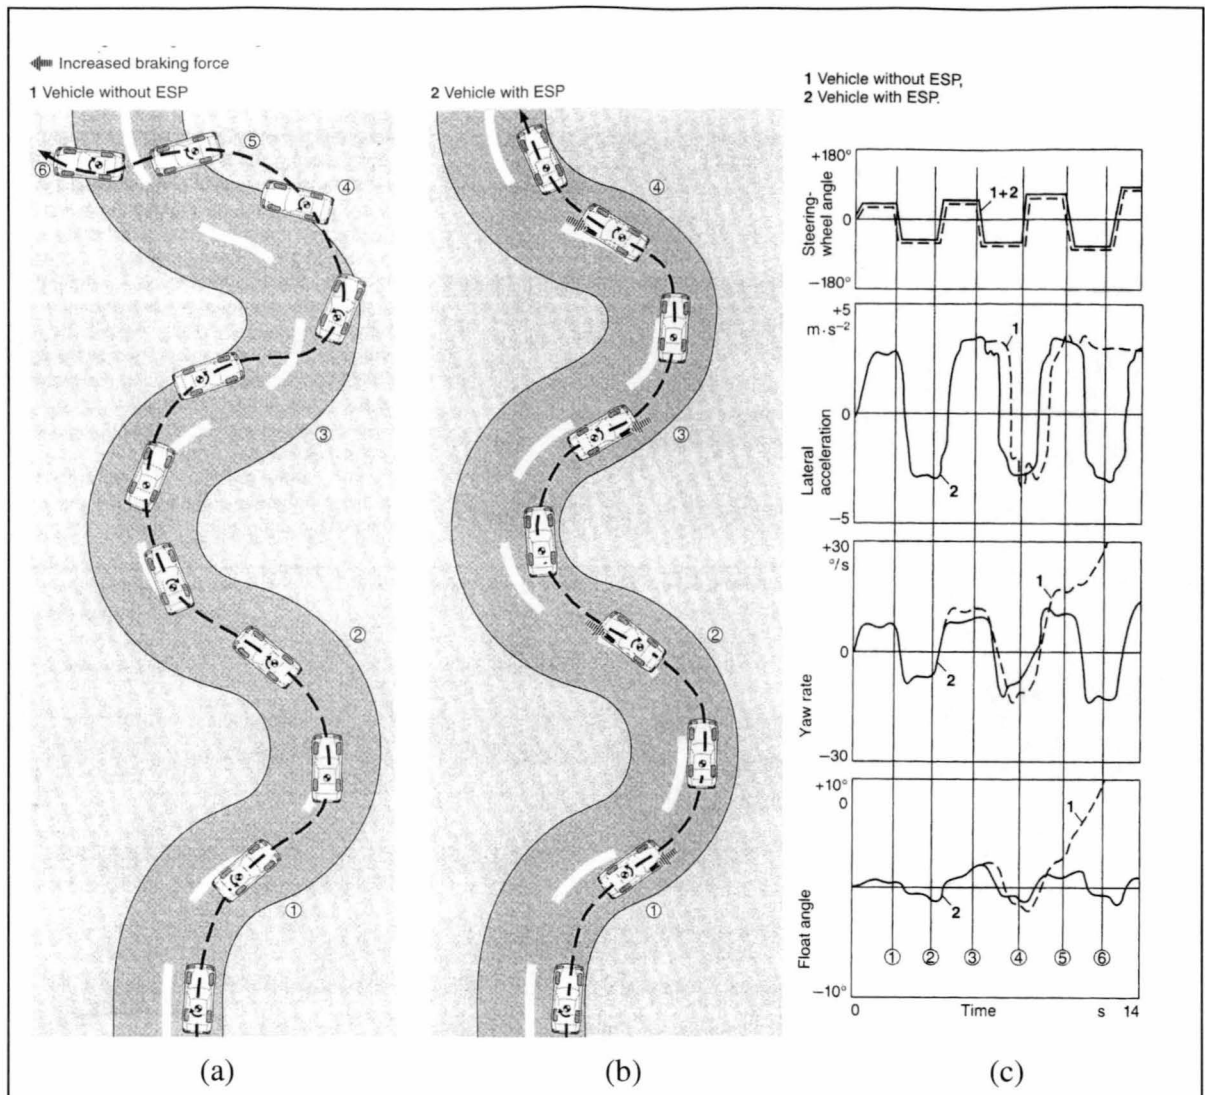 Increased braking force
1 Vehicle without ESP
⑤
⑥
④
③
②
①
(a)
2 Vehicle with ESP
④
③
②
①
(b)
1 Vehicle without ESP,
2 Vehicle with ESP.
+180°
0
−180°
Steering-
wheel angle
1+2
+5
m·s⁻²
0
−5
Lateral
acceleration
1
2
+30
°/s
0
−30
Yaw rate
1
2
+10°
0
−10°
Float angle
1
2
① ② ③ ④ ⑤ ⑥
0 Time s 14
(c)